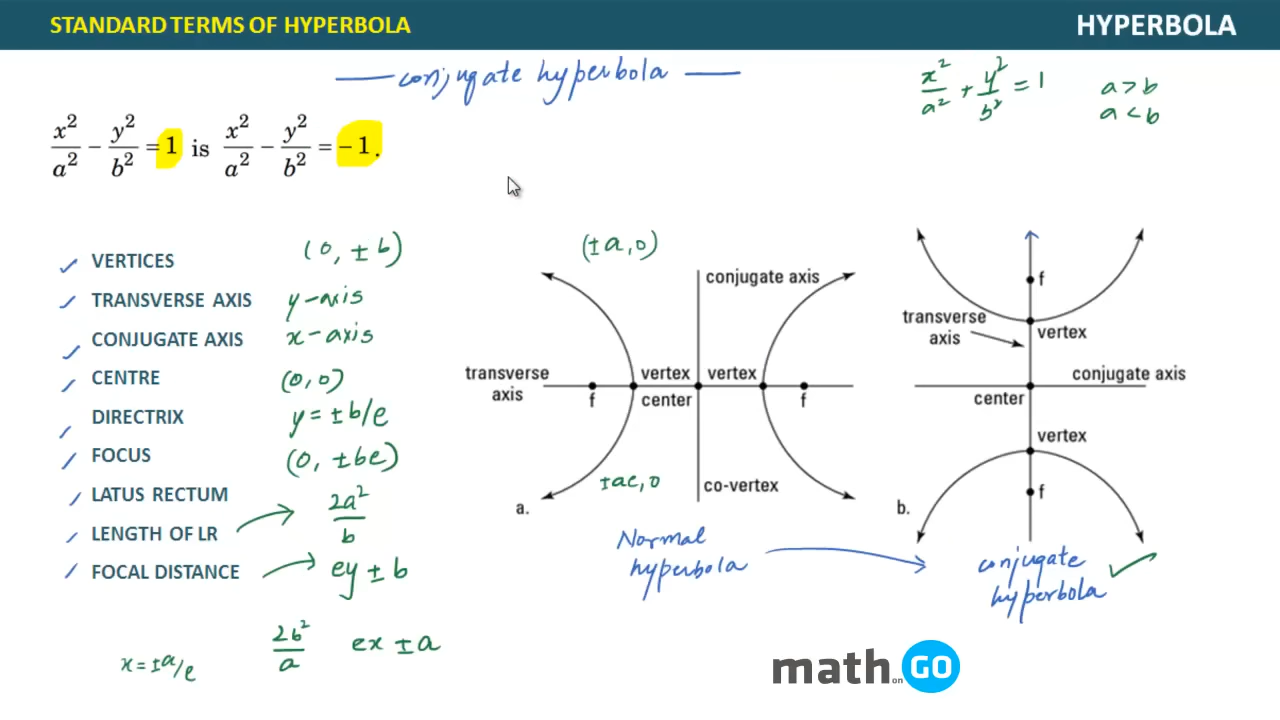 STANDARD TERMS OF HYPERBOLA
HYPERBOLA
conjugate hyperbola
x²/a² + y²/b² = 1
a > b
a < b
x²/a² − y²/b² = 1 is x²/a² − y²/b² = −1.
VERTICES (0, ±b)
TRANSVERSE AXIS y-axis
CONJUGATE AXIS x-axis
CENTRE (0,0)
DIRECTRIX y = ±b/e
FOCUS (0, ±be)
LATUS RECTUM
LENGTH OF LR 2a²/b
FOCAL DISTANCE ey ± b
x = ±a/e
2b²/a
ex ± a
(±a, 0)
conjugate axis
transverse
axis
vertex
vertex
center
f
f
±ae, 0
co-vertex
a.
Normal
hyperbola
f
transverse
axis
vertex
conjugate axis
center
vertex
f
b.
conjugate
hyperbola
math
on
GO